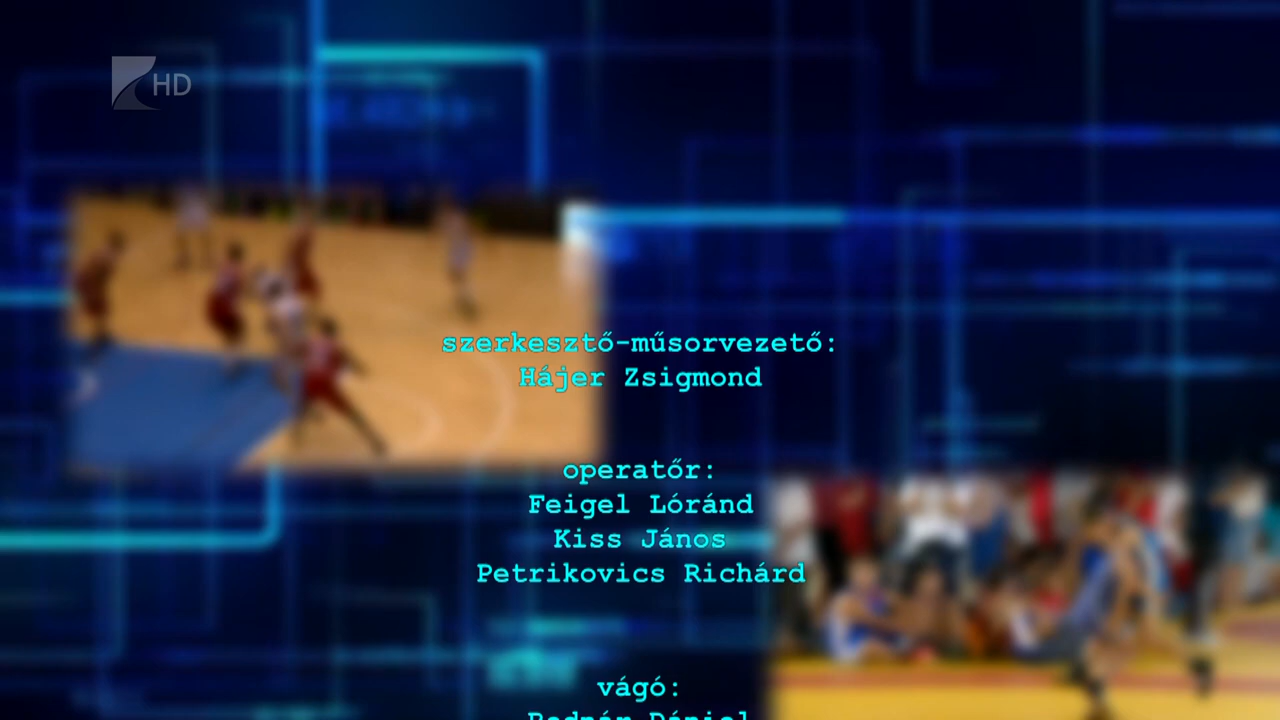 HD
szerkesztő-műsorvezető:
Hájer Zsigmond
operatőr:
Feigel Lóránd
Kiss János
Petrikovics Richárd
vágó: